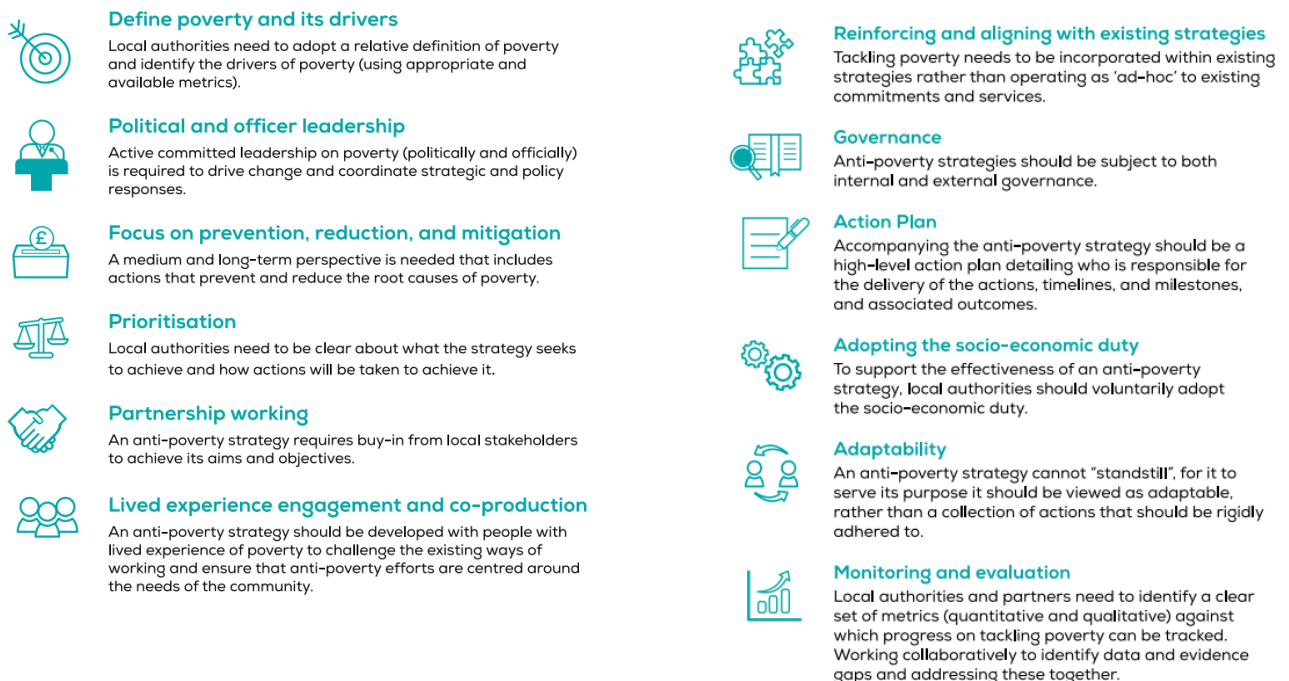 Define poverty and its drivers
Local authorities need to adopt a relative definition of poverty
and identify the drivers of poverty (using appropriate and
available metrics).
Political and officer leadership
Active committed leadership on poverty (politically and officially)
is required to drive change and coordinate strategic and policy
responses.
£
Focus on prevention, reduction, and mitigation
A medium and long-term perspective is needed that includes
actions that prevent and reduce the root causes of poverty.
Prioritisation
Local authorities need to be clear about what the strategy seeks
to achieve and how actions will be taken to achieve it.
Partnership working
An anti-poverty strategy requires buy-in from local stakeholders
to achieve its aims and objectives.
Lived experience engagement and co-production
An anti-poverty strategy should be developed with people with
lived experience of poverty to challenge the existing ways of
working and ensure that anti-poverty efforts are centred around
the needs of the community.
Reinforcing and aligning with existing strategies
Tackling poverty needs to be incorporated within existing
strategies rather than operating as 'ad-hoc' to existing
commitments and services.
Governance
Anti-poverty strategies should be subject to both
internal and external governance.
Action Plan
Accompanying the anti-poverty strategy should be a
high-level action plan detailing who is responsible for
the delivery of the actions, timelines, and milestones,
and associated outcomes.
Adopting the socio-economic duty
To support the effectiveness of an anti-poverty
strategy, local authorities should voluntarily adopt
the socio-economic duty.
Adaptability
An anti-poverty strategy cannot "standstill", for it to
serve its purpose it should be viewed as adaptable,
rather than a collection of actions that should be rigidly
adhered to.
Monitoring and evaluation
Local authorities and partners need to identify a clear
set of metrics (quantitative and qualitative) against
which progress on tackling poverty can be tracked.
Working collaboratively to identify data and evidence
gaps and addressing these together.